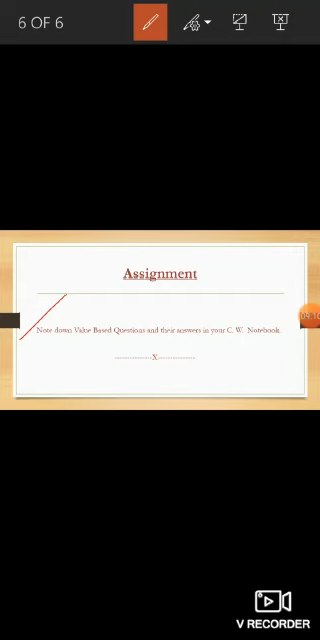 6 OF 6
Assignment
Note down Value Based Questions and their answers in your C. W. Notebook.
----------------X----------------
V RECORDER